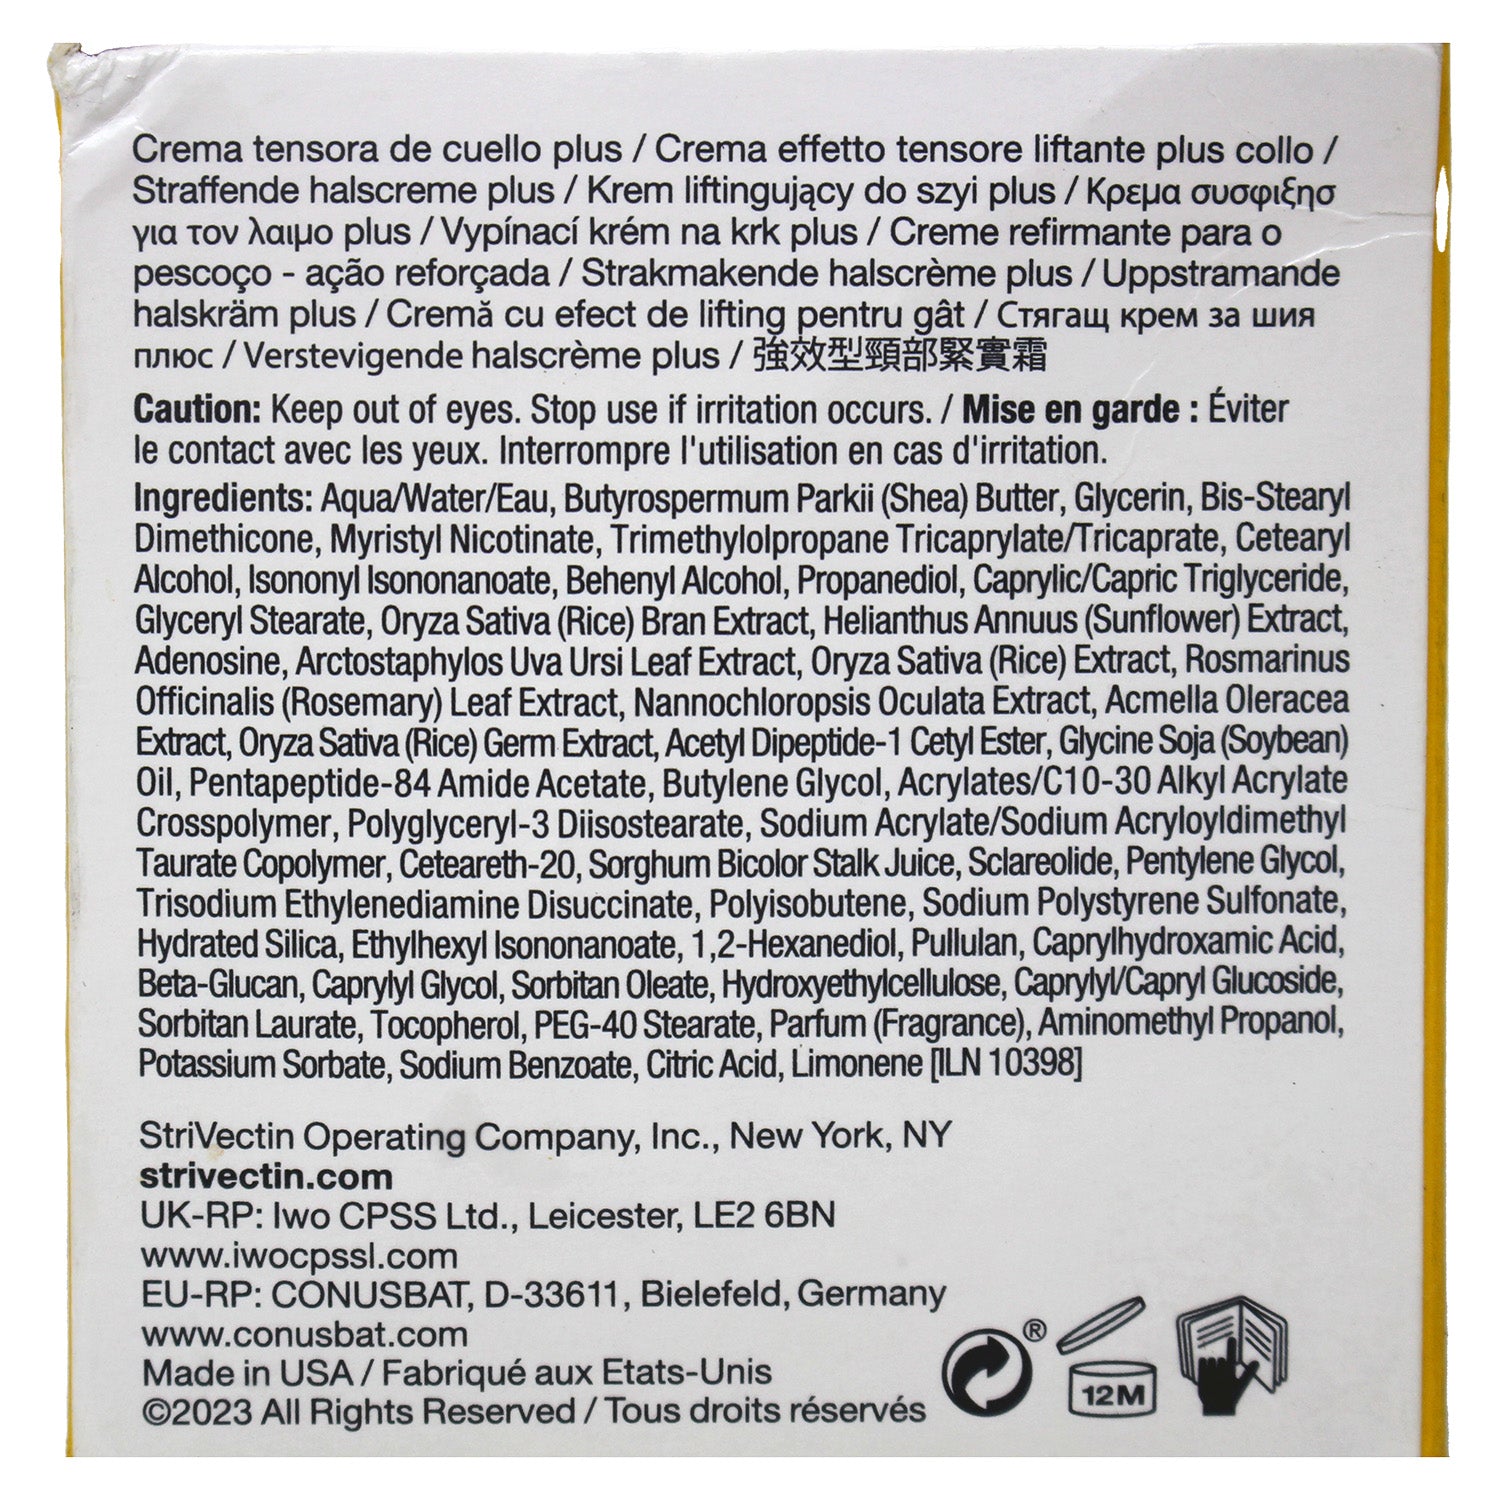 Crema tensora de cuello plus / Crema effetto tensore liftante plus collo /
Straffende halscreme plus / Krem liftingujący do szyi plus / Κρεμα συσφιξησ
για τον λαιμο plus / Vypínací krém na krk plus / Creme refirmante para o
pescoço - ação reforçada / Strakmakende halscrème plus / Uppstramande
halskräm plus / Cremă cu efect de lifting pentru gât / Стягащ крем за шия
плюс / Verstevigende halscrème plus / 強效型頸部緊實霜
Caution: Keep out of eyes. Stop use if irritation occurs. / Mise en garde : Éviter
le contact avec les yeux. Interrompre l'utilisation en cas d'irritation.
Ingredients: Aqua/Water/Eau, Butyrospermum Parkii (Shea) Butter, Glycerin, Bis-Stearyl
Dimethicone, Myristyl Nicotinate, Trimethylolpropane Tricaprylate/Tricaprate, Cetearyl
Alcohol, Isononyl Isononanoate, Behenyl Alcohol, Propanediol, Caprylic/Capric Triglyceride,
Glyceryl Stearate, Oryza Sativa (Rice) Bran Extract, Helianthus Annuus (Sunflower) Extract,
Adenosine, Arctostaphylos Uva Ursi Leaf Extract, Oryza Sativa (Rice) Extract, Rosmarinus
Officinalis (Rosemary) Leaf Extract, Nannochloropsis Oculata Extract, Acmella Oleracea
Extract, Oryza Sativa (Rice) Germ Extract, Acetyl Dipeptide-1 Cetyl Ester, Glycine Soja (Soybean)
Oil, Pentapeptide-84 Amide Acetate, Butylene Glycol, Acrylates/C10-30 Alkyl Acrylate
Crosspolymer, Polyglyceryl-3 Diisostearate, Sodium Acrylate/Sodium Acryloyldimethyl
Taurate Copolymer, Ceteareth-20, Sorghum Bicolor Stalk Juice, Sclareolide, Pentylene Glycol,
Trisodium Ethylenediamine Disuccinate, Polyisobutene, Sodium Polystyrene Sulfonate,
Hydrated Silica, Ethylhexyl Isononanoate, 1,2-Hexanediol, Pullulan, Caprylhydroxamic Acid,
Beta-Glucan, Caprylyl Glycol, Sorbitan Oleate, Hydroxyethylcellulose, Caprylyl/Capryl Glucoside,
Sorbitan Laurate, Tocopherol, PEG-40 Stearate, Parfum (Fragrance), Aminomethyl Propanol,
Potassium Sorbate, Sodium Benzoate, Citric Acid, Limonene [ILN 10398]
StriVectin Operating Company, Inc., New York, NY
strivectin.com
UK-RP: Iwo CPSS Ltd., Leicester, LE2 6BN
www.iwocpssl.com
EU-RP: CONUSBAT, D-33611, Bielefeld, Germany
www.conusbat.com
Made in USA / Fabriqué aux Etats-Unis
©2023 All Rights Reserved / Tous droits réservés
®
12M